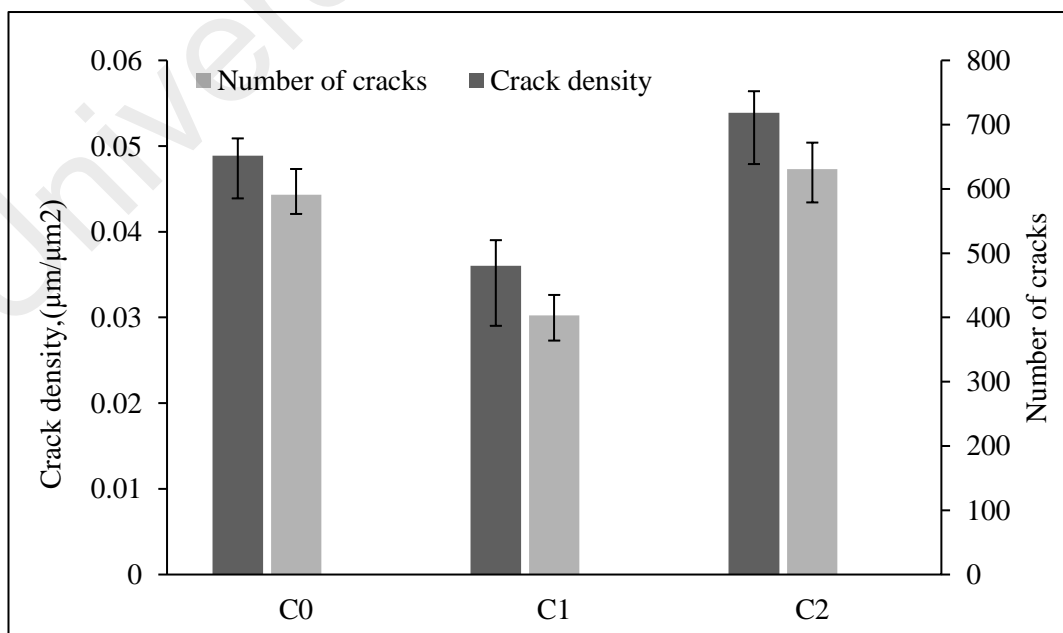 Univer
Number of cracks
Crack density
0.06
0.05
0.04
0.03
0.02
0.01
0
Crack density,(µm/µm2)
800
700
600
500
400
300
200
100
0
Number of cracks
C0
C1
C2